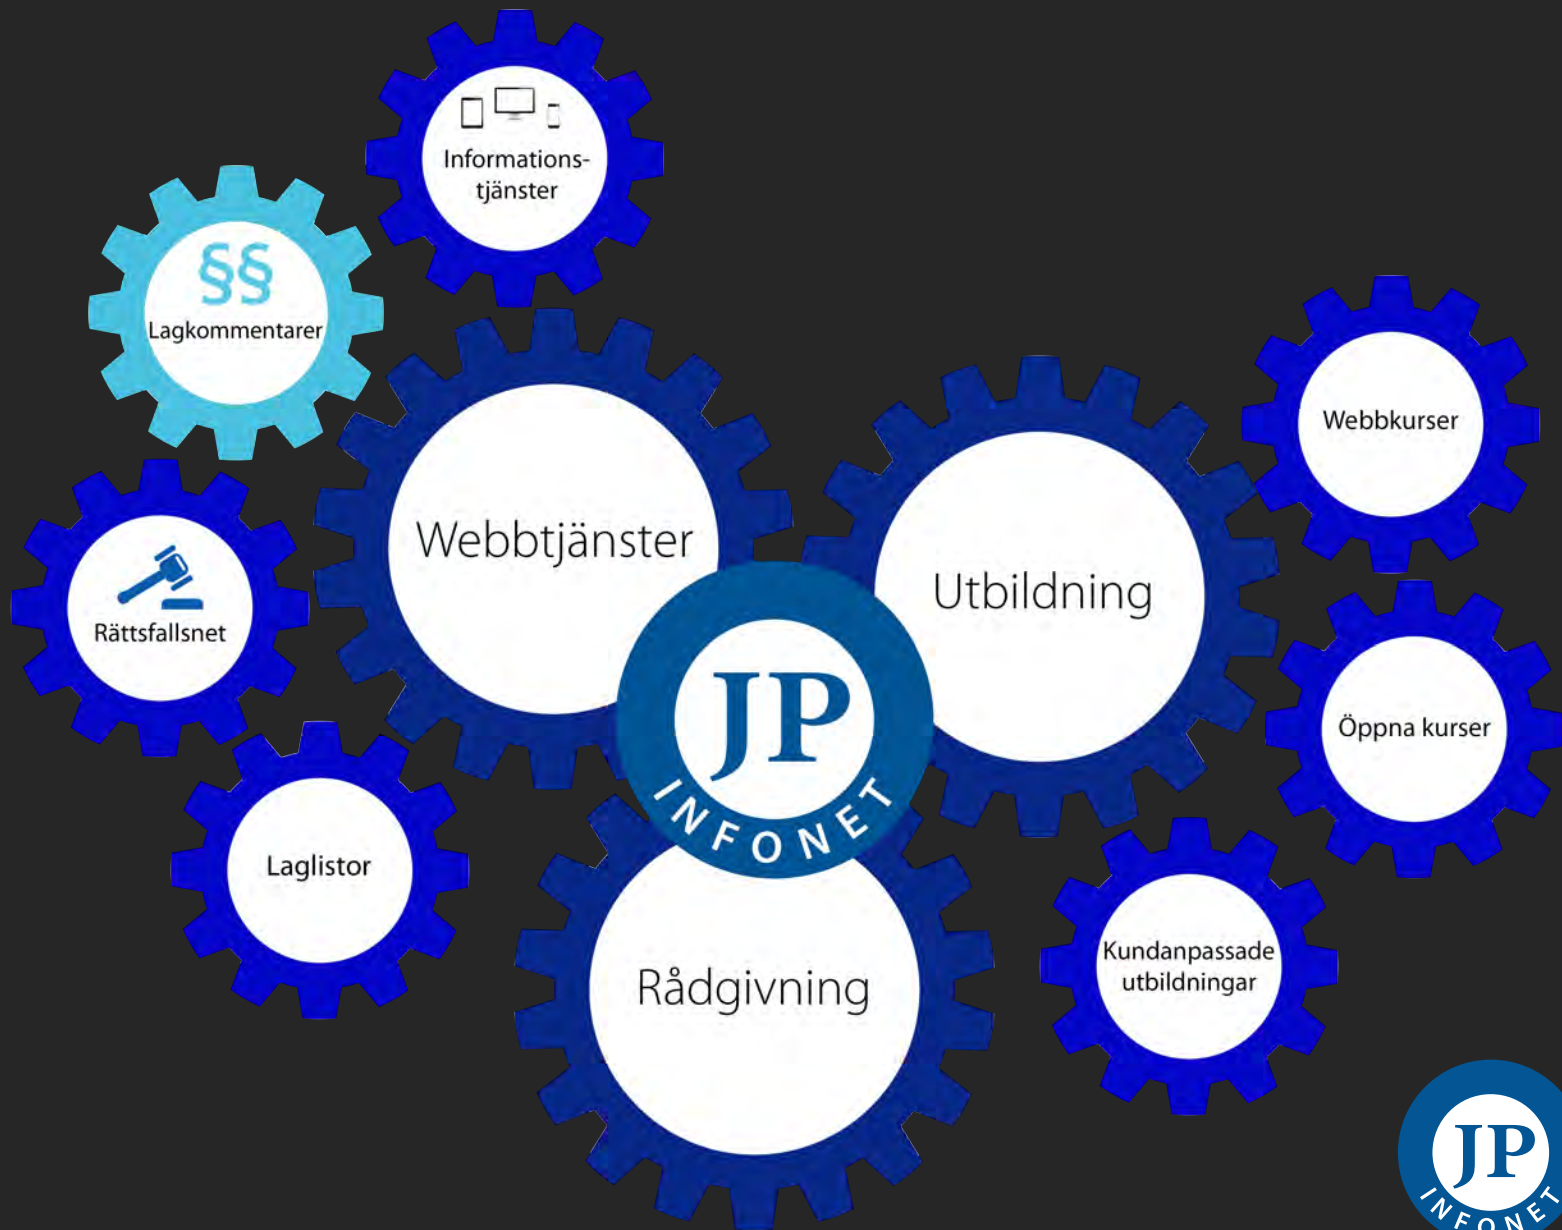 Informations-
tjänster
§§
Lagkommentarer
Webbkurser
Webbtjänster
Utbildning
Rättsfallsnet
JP
INFONET
Öppna kurser
Laglistor
Kundanpassade
utbildningar
Rådgivning
JP
INFONET